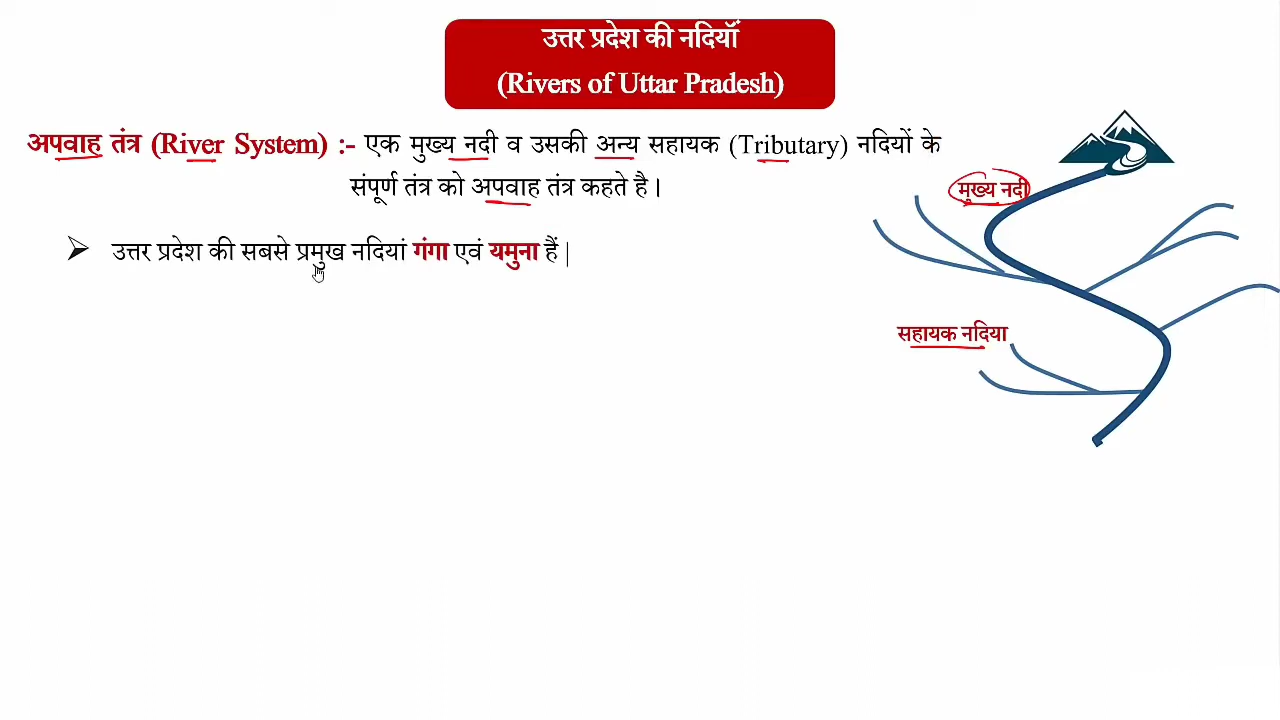 उत्तर प्रदेश की नदियाँ
(Rivers of Uttar Pradesh)
अपवाह तंत्र (River System) :- एक मुख्य नदी व उसकी अन्य सहायक (Tributary) नदियों के
संपूर्ण तंत्र को अपवाह तंत्र कहते है ।
मुख्य नदी
➢ उत्तर प्रदेश की सबसे प्रमुख नदियां गंगा एवं यमुना हैं |
सहायक नदिया